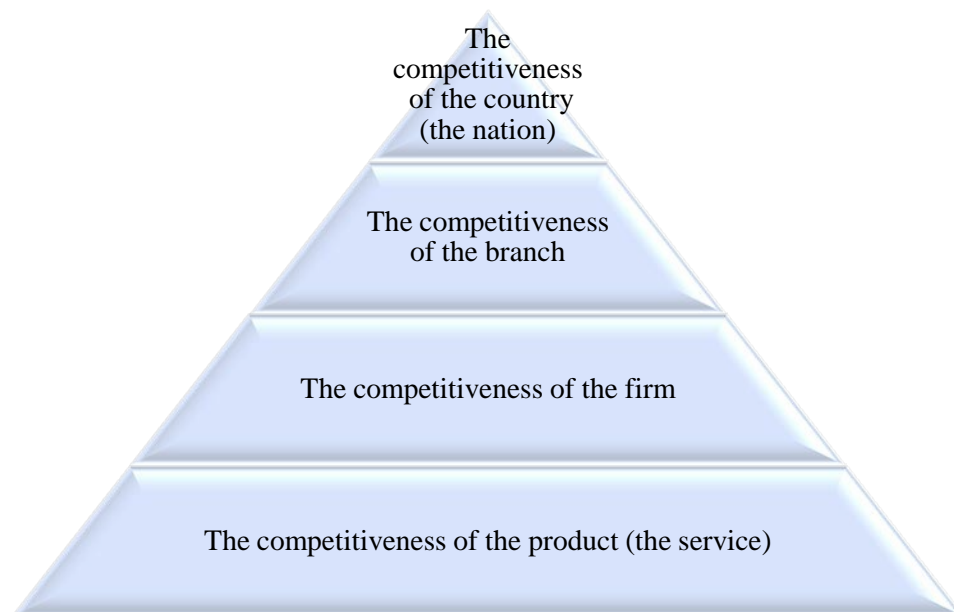 The
competitiveness
of the country
(the nation)
The competitiveness
of the branch
The competitiveness of the firm
The competitiveness of the product (the service)